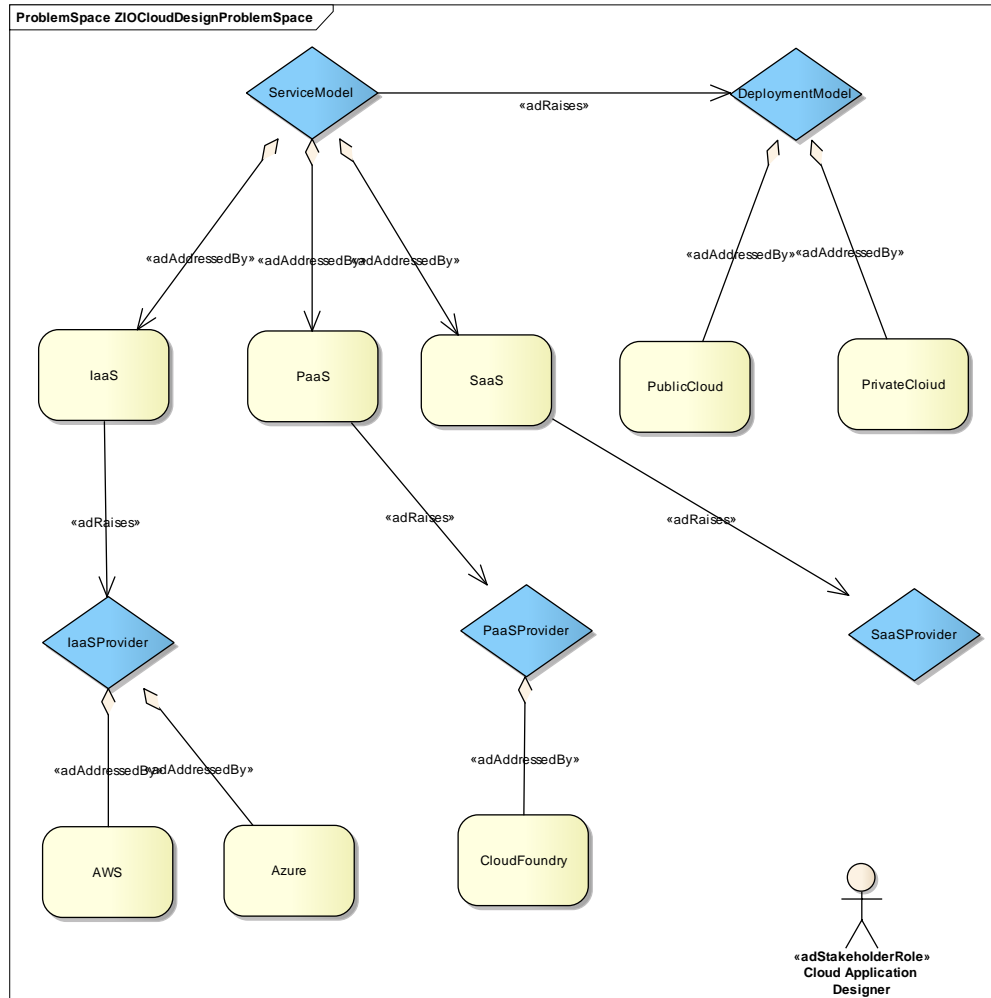 ProblemSpace ZIOCloudDesignProblemSpace
ServiceModel
DeploymentModel
«adRaises»
«adAddressedBy»
«adAddressedBy»
«adAddressedBy»
«adAddressedBy»
«adAddressedBy»
IaaS
PaaS
SaaS
PublicCloud
PrivateCloiud
«adRaises»
«adRaises»
«adRaises»
IaaSProvider
PaaSProvider
SaaSProvider
«adAddressedBy»
«adAddressedBy»
«adAddressedBy»
AWS
Azure
CloudFoundry
«adStakeholderRole»
Cloud Application
Designer